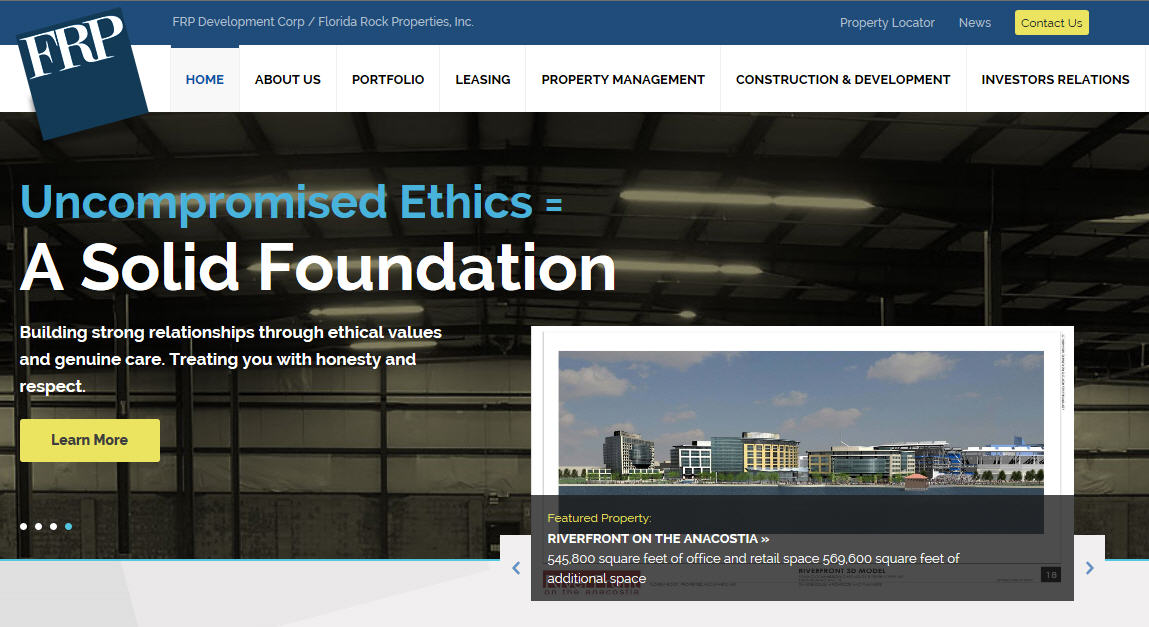 FRP
FRP Development Corp / Florida Rock Properties, Inc.
Property Locator
News
Contact Us
HOME
ABOUT US
PORTFOLIO
LEASING
PROPERTY MANAGEMENT
CONSTRUCTION & DEVELOPMENT
INVESTORS RELATIONS
Uncompromised Ethics =
A Solid Foundation
Building strong relationships through ethical values
and genuine care. Treating you with honesty and
respect.
Learn More
Featured Property:
RIVERFRONT ON THE ANACOSTIA »
545,800 square feet of office and retail space 569,600 square feet of
additional space
on the anacostia
RIVERFRONT 3D MODEL
18